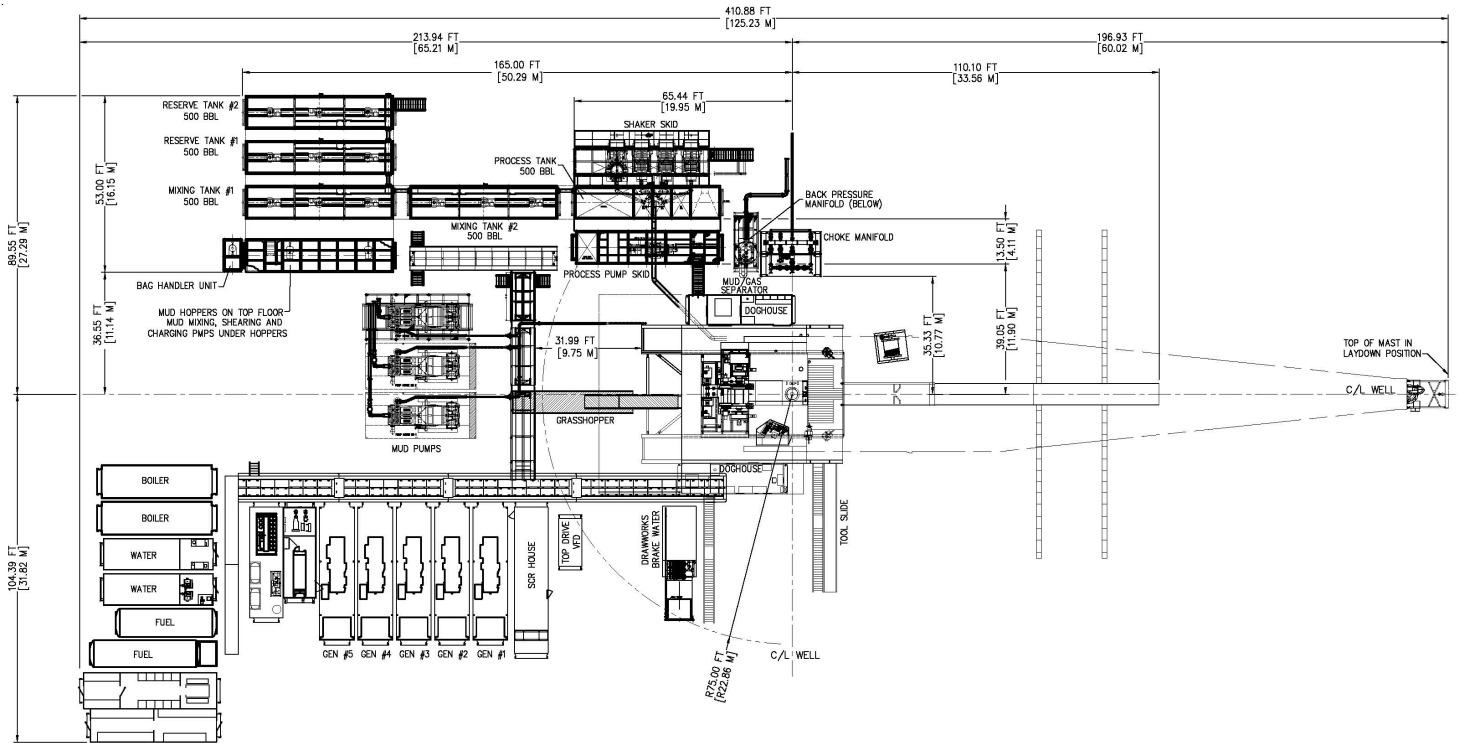 410.88 FT
[125.23 M]
213.94 FT
[65.21 M]
196.93 FT
[60.02 M]
165.00 FT
[50.29 M]
110.10 FT
[33.56 M]
65.44 FT
[19.95 M]
RESERVE TANK #2
500 BBL
SHAKER SKID
RESERVE TANK #1
500 BBL
PROCESS TANK
500 BBL
MIXING TANK #1
500 BBL
BACK PRESSURE
MANIFOLD (BELOW)
MIXING TANK #2
500 BBL
CHOKE MANIFOLD
53.00 FT
[16.15 M]
89.55 FT
[27.29 M]
13.50 FT
[4.11 M]
PROCESS PUMP SKID
MUD/GAS
SEPARATOR
BAG HANDLER UNIT
MUD HOPPERS ON TOP FLOOR
MUD MIXING, SHEARING AND
CHARGING PMPS UNDER HOPPERS
DOGHOUSE
36.55 FT
[11.14 M]
31.99 FT
[9.75 M]
35.33 FT
[10.77 M]
39.05 FT
[11.90 M]
TOP OF MAST IN
LAYDOWN POSITION
C/L WELL
GRASSHOPPER
MUD PUMPS
DOGHOUSE
BOILER
BOILER
WATER
WATER
FUEL
FUEL
104.39 FT
[31.82 M]
SCR HOUSE
TOP DRIVE
VFD
DRAWWORKS
BRAKE WATER
TOOL SLIDE
GEN #5
GEN #4
GEN #3
GEN #2
GEN #1
C/L WELL
R75.00 FT
[R22.86 M]